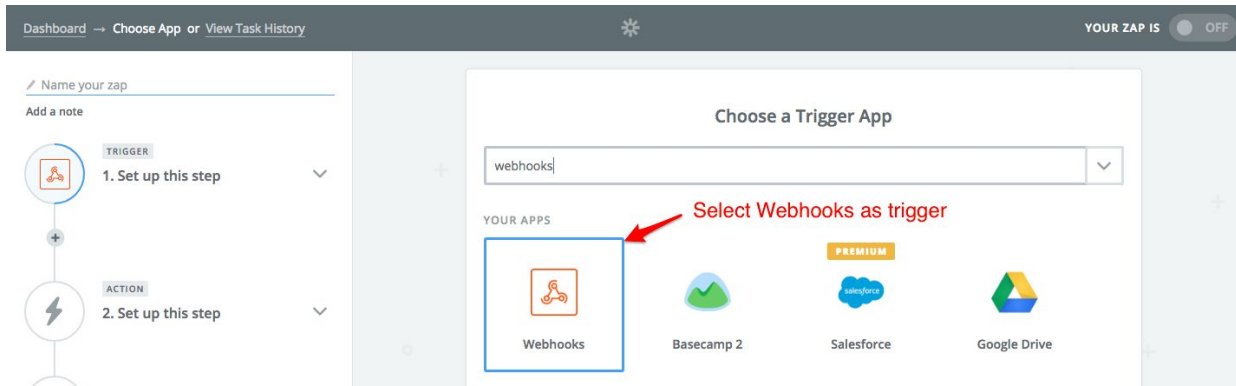 Dashboard → Choose App or View Task History
YOUR ZAP IS OFF
Name your zap
Add a note
TRIGGER
1. Set up this step
ACTION
2. Set up this step
Choose a Trigger App
webhooks
YOUR APPS
Select Webhooks as trigger
PREMIUM
salesforce
Webhooks
Basecamp 2
Salesforce
Google Drive